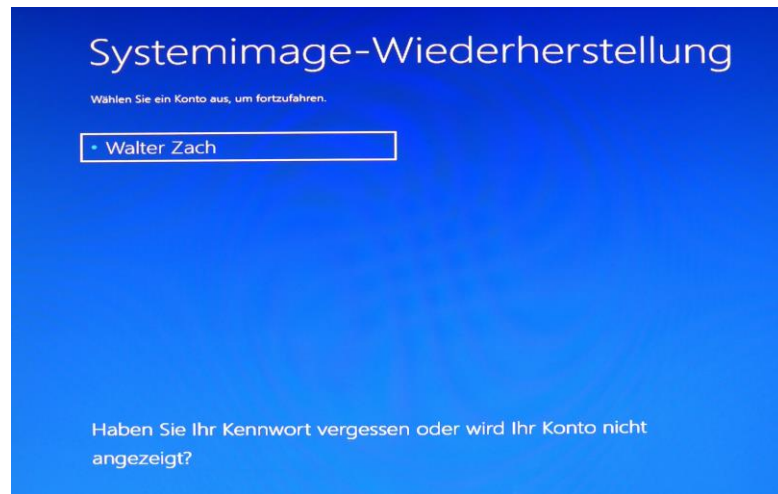 Systemimage-Wiederherstellung
Wählen Sie ein Konto aus, um fortzufahren.
Walter Zach
Haben Sie Ihr Kennwort vergessen oder wird Ihr Konto nicht
angezeigt?